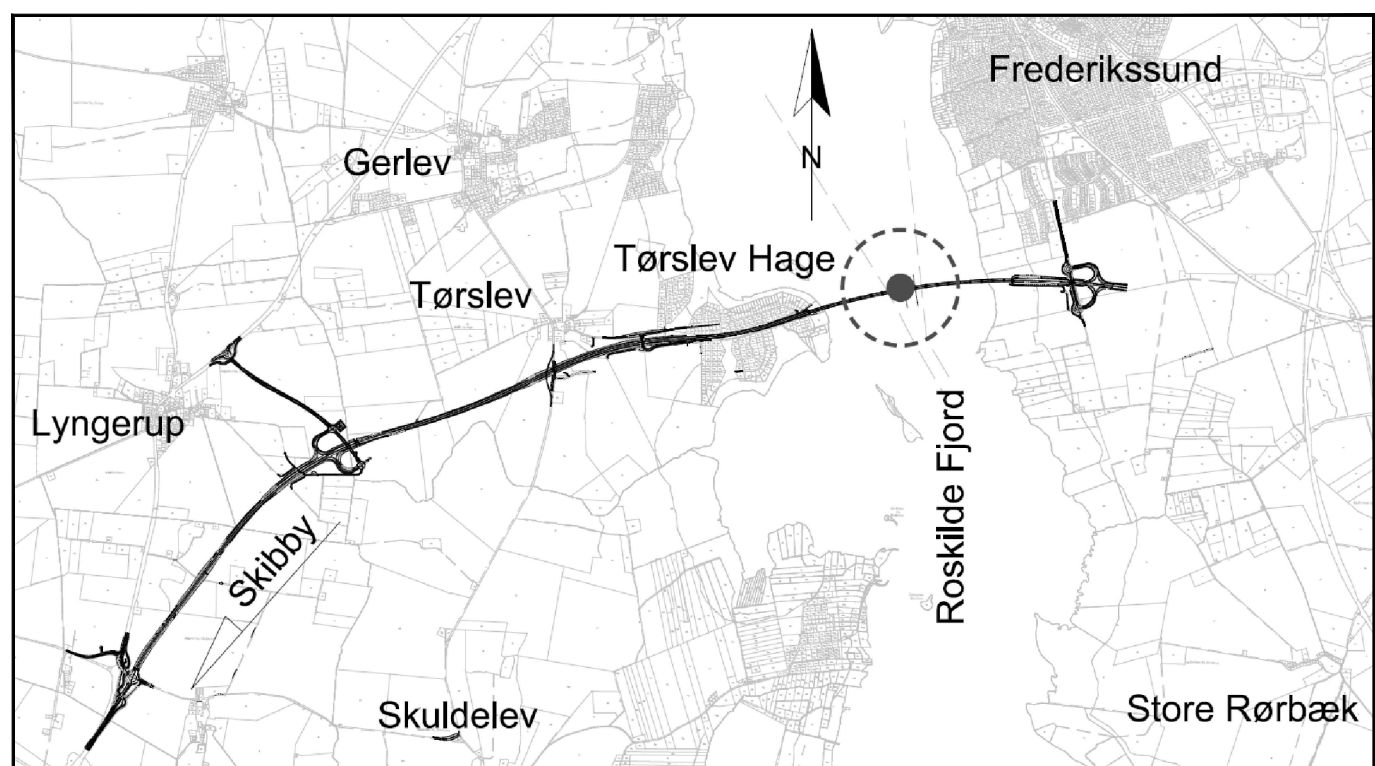 Frederikssund
Gerlev
N
Tørslev Hage
Tørslev
Lyngerup
Roskilde Fjord
Skibby
Skuldelev
Store Rørbæk